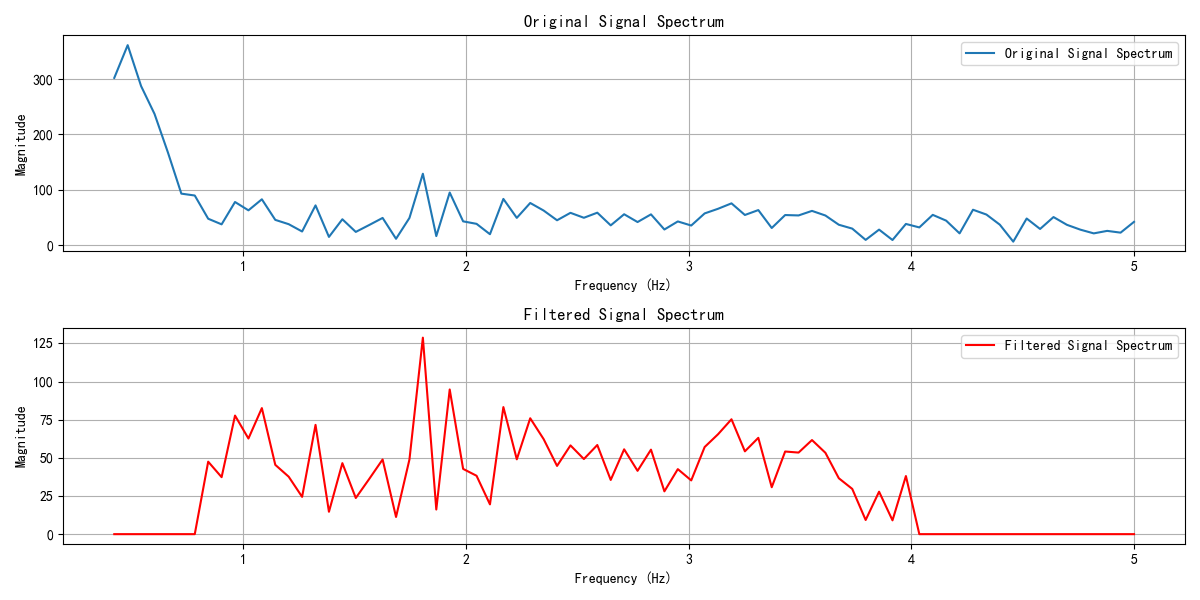 Original Signal Spectrum
Original Signal Spectrum
300
200
100
0
Magnitude
1 2 3 4 5
Frequency (Hz)
Filtered Signal Spectrum
Filtered Signal Spectrum
125
100
75
50
25
0
Magnitude
1 2 3 4 5
Frequency (Hz)